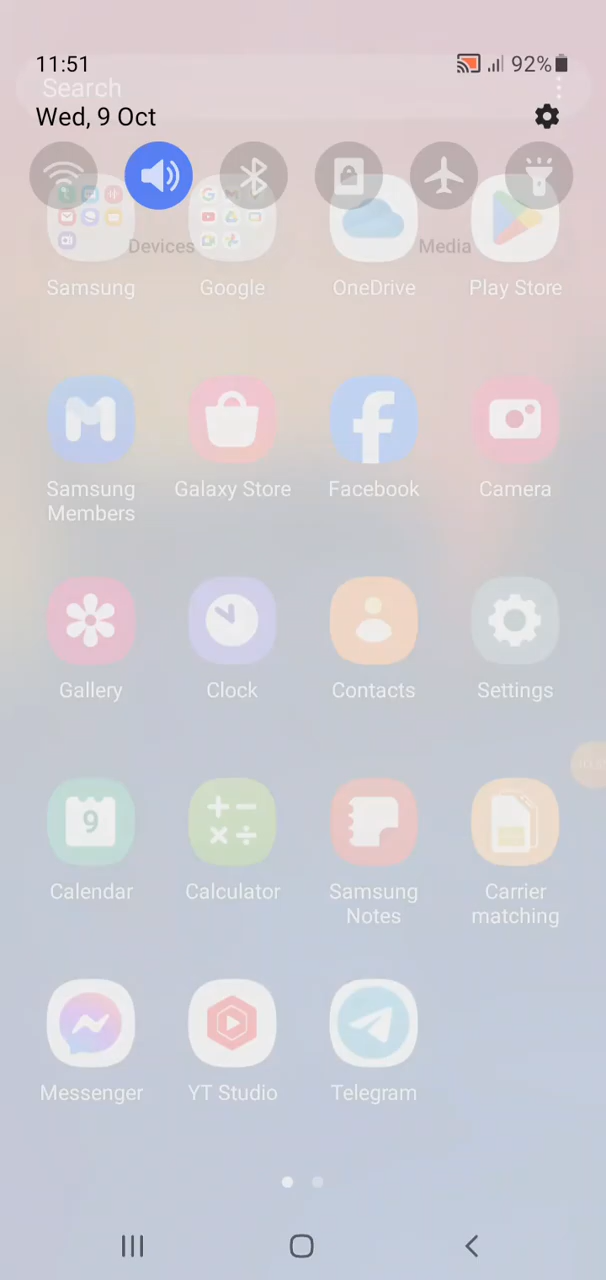 11:51
92%
Search
Wed, 9 Oct
Devices
Media
Samsung
Google
OneDrive
Play Store
Samsung
Members
Galaxy Store
Facebook
Camera
Gallery
Clock
Contacts
Settings
9
Calendar
Calculator
Samsung
Notes
Carrier
matching
Messenger
YT Studio
Telegram